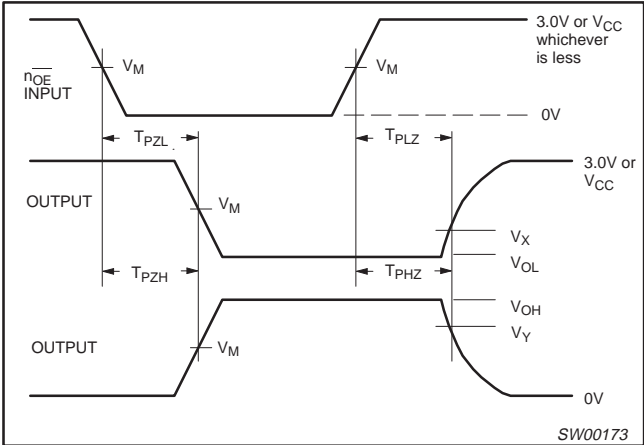 3.0V or VCC
whichever
is less
VM
VM
nOE
INPUT
0V
TPZL
TPLZ
3.0V or
VCC
OUTPUT
VM
VX
VOL
TPZH
TPHZ
VOH
VY
OUTPUT
VM
0V
SW00173